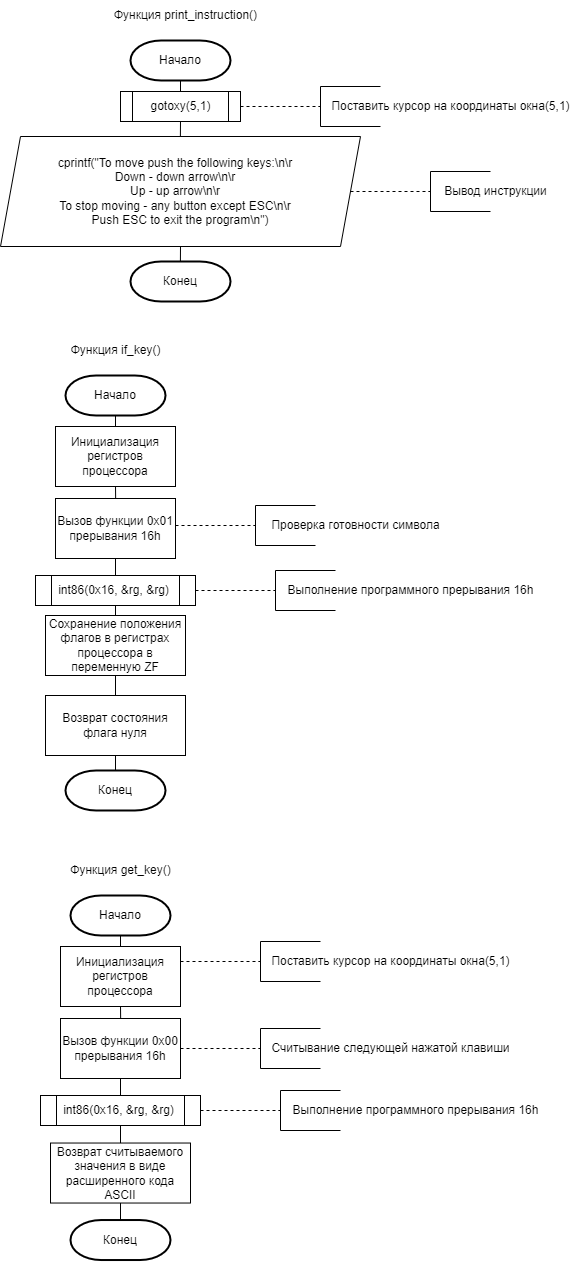 Функция print_instruction()
Начало
gotoxy(5,1)
Поставить курсор на координаты окна(5,1)
cprintf("To move push the following keys:\n\r
Down - down arrow\n\r
Up - up arrow\n\r
To stop moving - any button except ESC\n\r
Push ESC to exit the program\n")
Вывод инструкции
Конец
Функция if_key()
Начало
Инициализация
регистров
процессора
Вызов функции 0x01
прерывания 16h
Проверка готовности символа
int86(0x16, &rg, &rg)
Выполнение программного прерывания 16h
Сохранение положения
флагов в регистрах
процессора в
переменную ZF
Возврат состояния
флага нуля
Конец
Функция get_key()
Начало
Инициализация
регистров
процессора
Поставить курсор на координаты окна(5,1)
Вызов функции 0x00
прерывания 16h
Считывание следующей нажатой клавиши
int86(0x16, &rg, &rg)
Выполнение программного прерывания 16h
Возврат считываемого
значения в виде
расширенного кода
ASCII
Конец